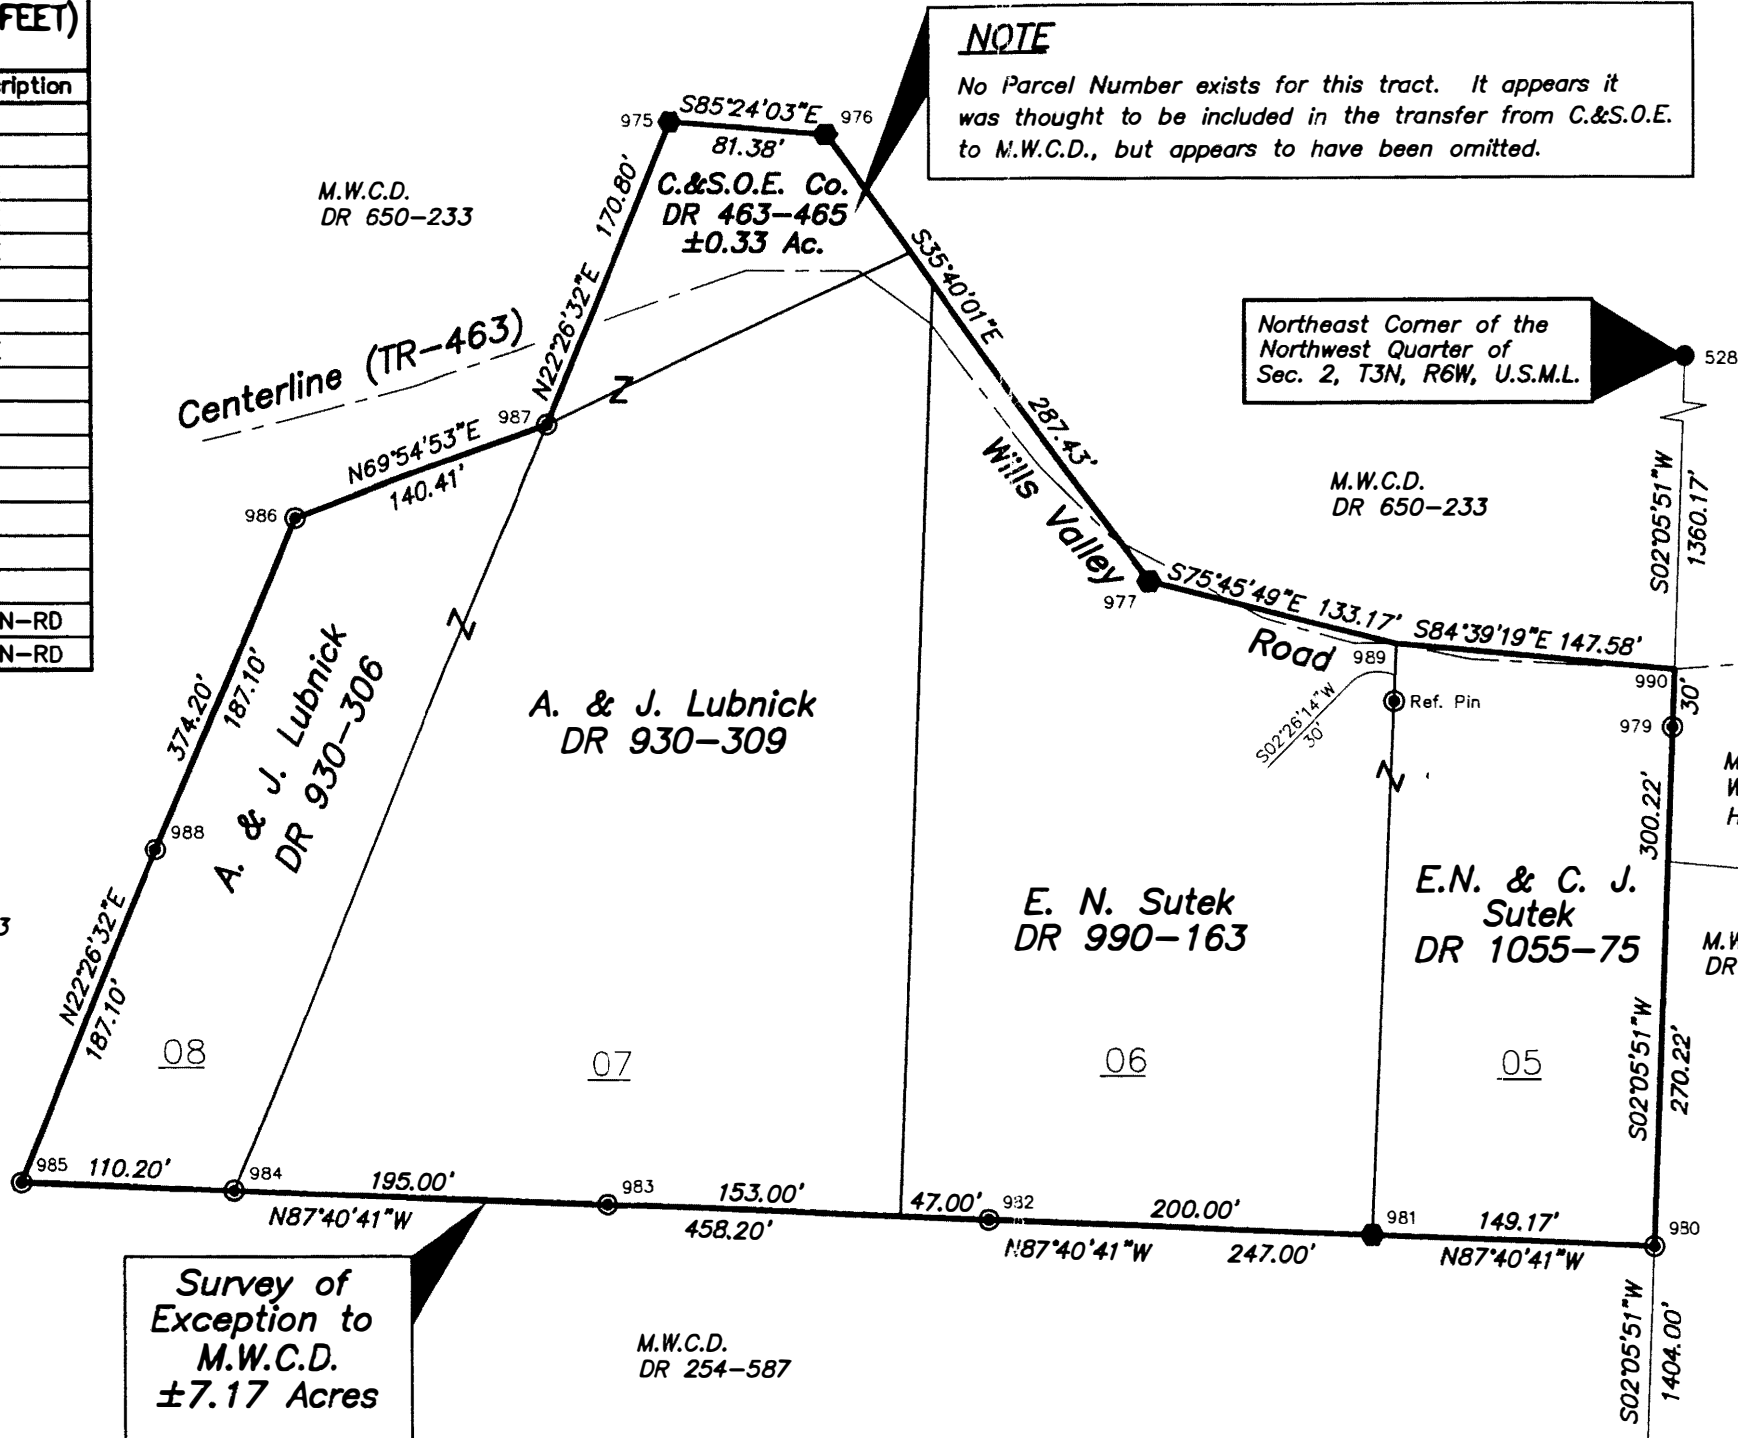 FEET)
ription
N-RD
N-RD
NOTE
No Parcel Number exists for this tract. It appears it
was thought to be included in the transfer from C.&S.O.E.
to M.W.C.D., but appears to have been omitted.
975
S85°24'03"E
976
81.38'
C.&S.O.E. Co.
DR 463-465
±0.33 Ac.
M.W.C.D.
DR 650-233
170.80'
N22°26'32"E
S35°40'01"E
287.43'
Centerline (TR-463)
Z
987
N69°54'53"E
140.41'
986
Northeast Corner of the
Northwest Quarter of
Sec. 2, T3N, R6W, U.S.M.L.
528
S02°05'51"W
1360.17'
M.W.C.D.
DR 650-233
Wills Valley
Road
977
S75°45'49"E 133.17'
S84°39'19"E 147.58'
989
990
30'
Ref. Pin
S02°26'14"W
30'
979
Z
Z
374.20'
187.10'
A. & J. Lubnick
DR 930-306
A. & J. Lubnick
DR 930-309
988
300.22'
M
W
H
E. N. Sutek
DR 990-163
E.N. & C. J.
Sutek
DR 1055-75
M.W
DR
3
N22°26'32"E
187.10'
S02°05'51"W
270.22'
08
07
06
05
985
110.20'
984
195.00'
983
153.00'
47.00'
982
200.00'
981
149.17'
980
N87°40'41"W
458.20'
N87°40'41"W
247.00'
N87°40'41"W
Survey of
Exception to
M.W.C.D.
±7.17 Acres
M.W.C.D.
DR 254-587
S02°05'51"W
1404.00'